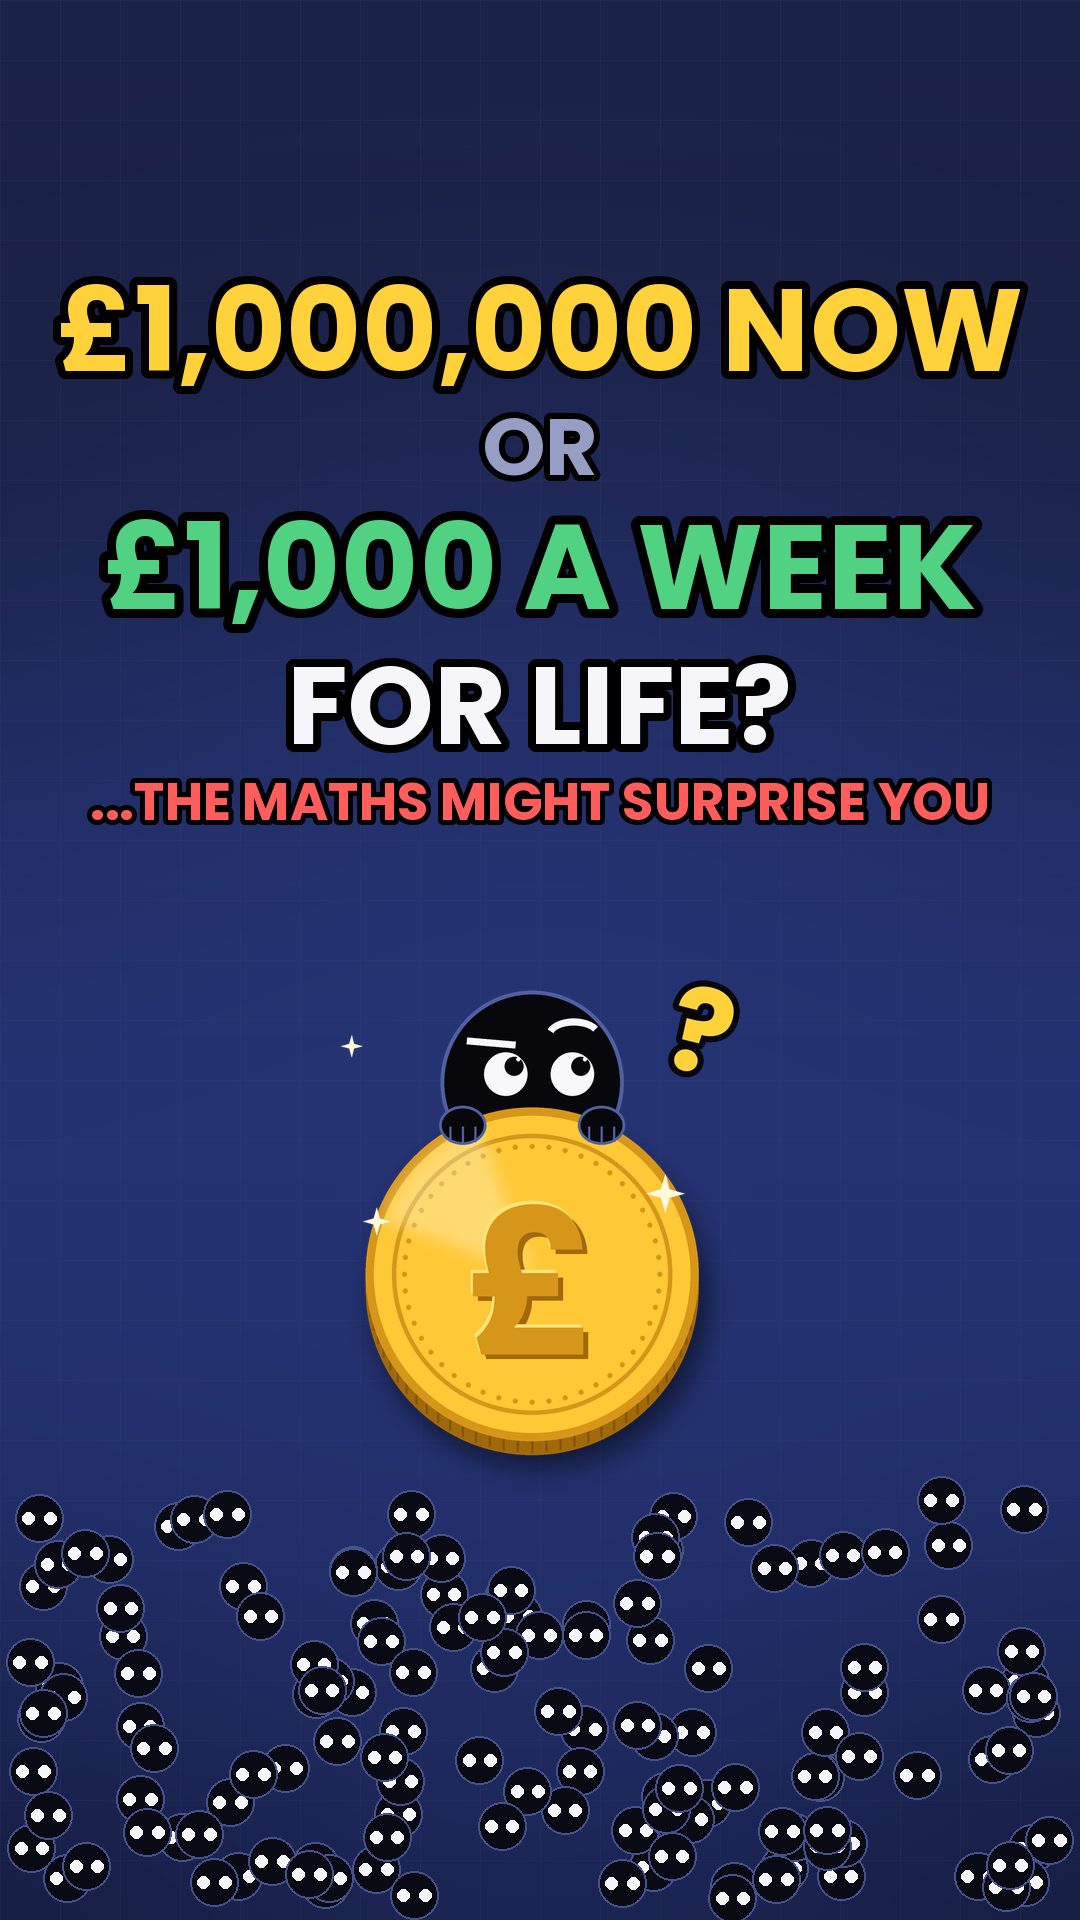 £1,000,000 NOW
OR
£1,000 A WEEK
FOR LIFE?
...THE MATHS MIGHT SURPRISE YOU
?
£